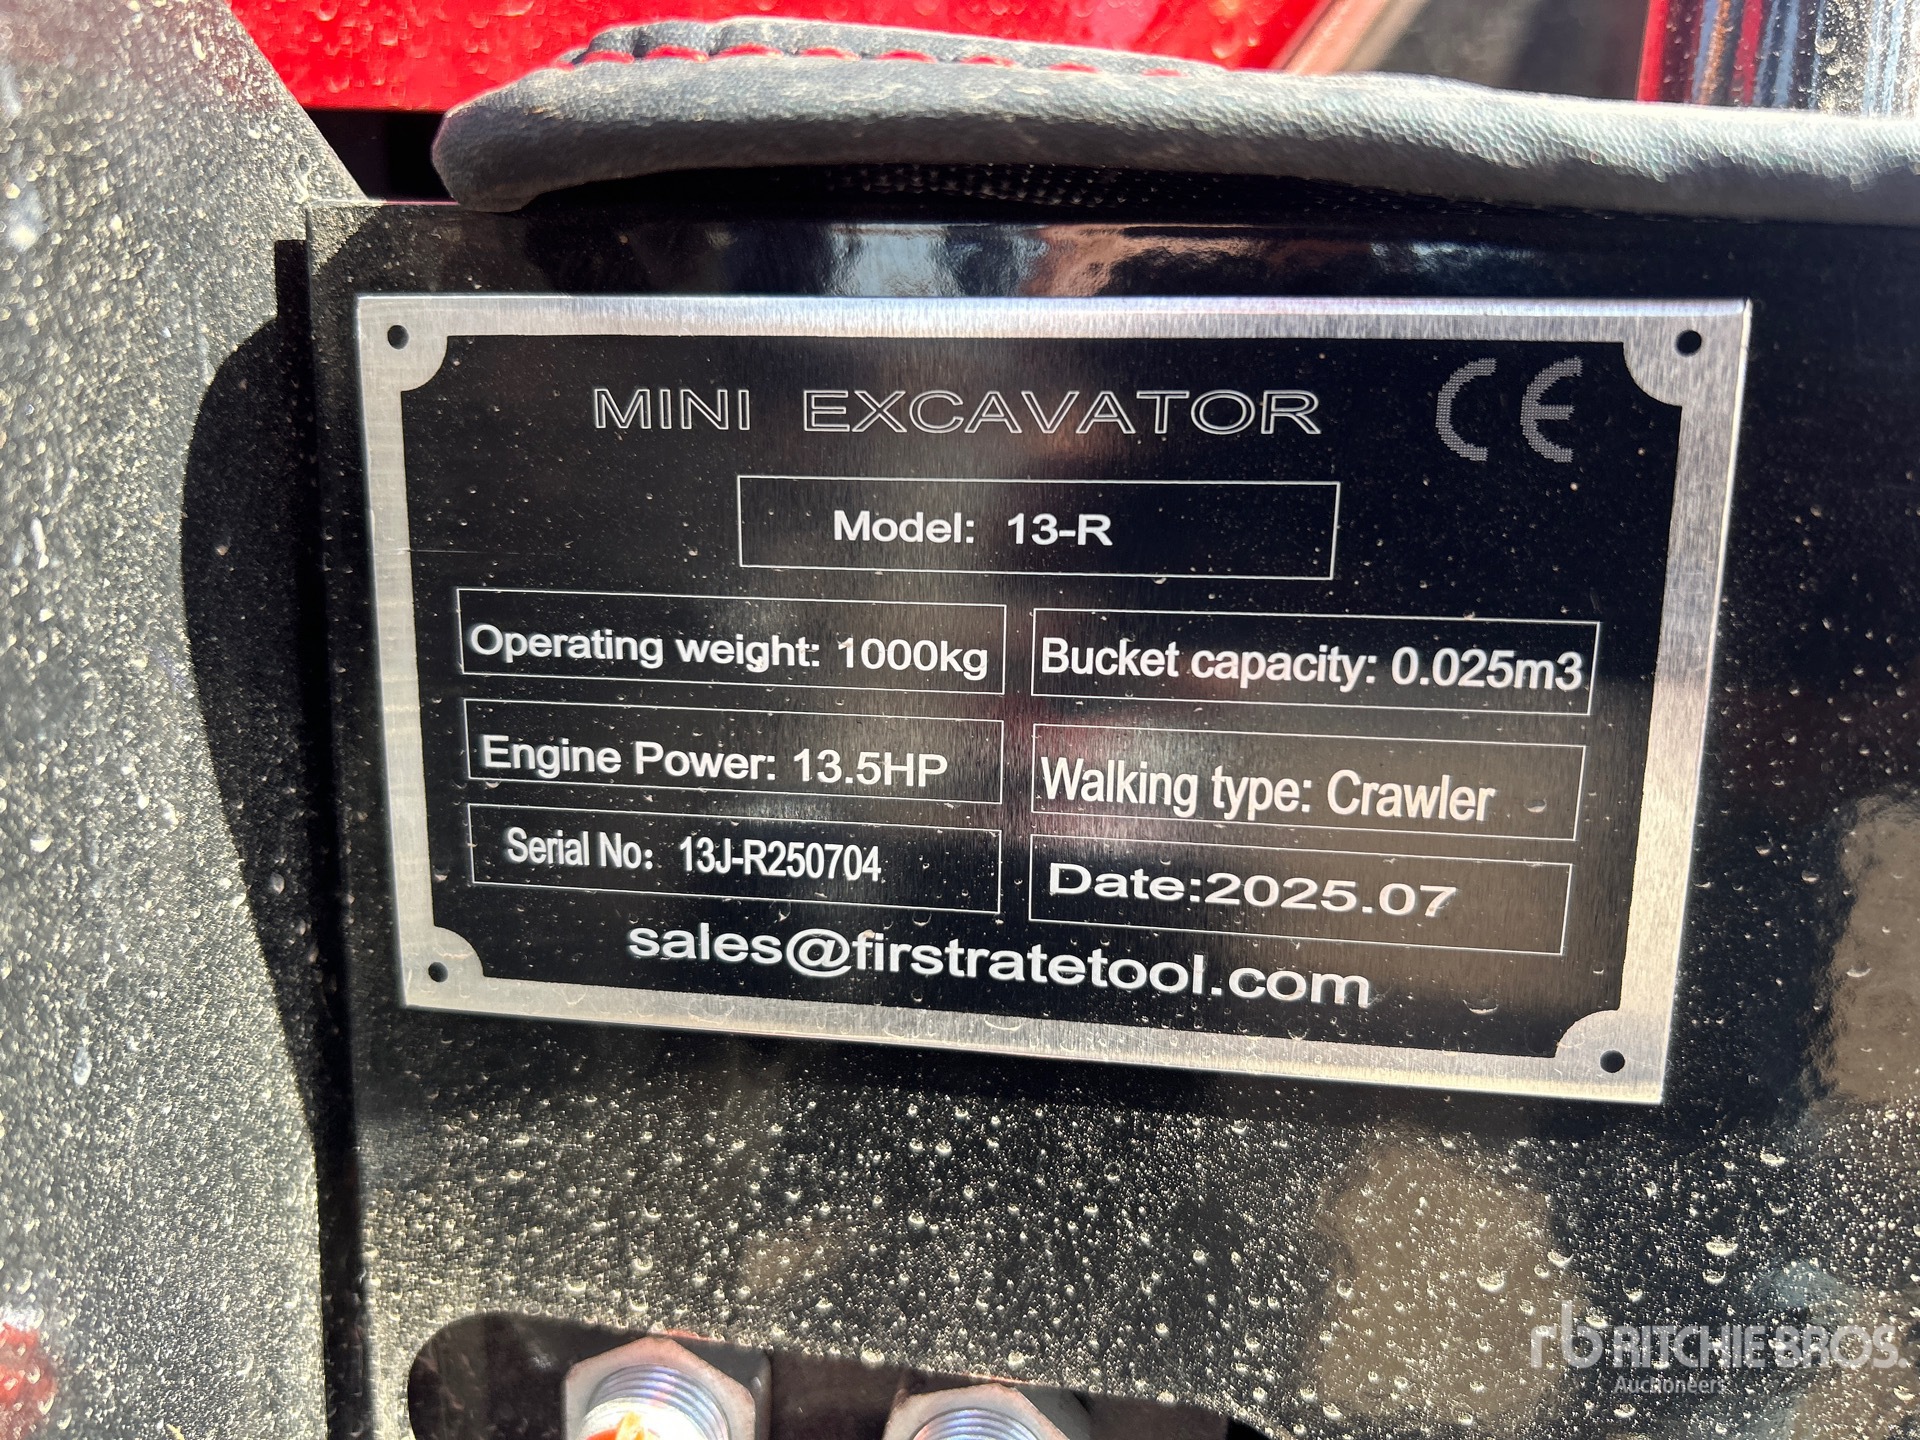 MINI EXCAVATOR CE
Model: 13-R
Operating weight: 1000kg
Bucket capacity: 0.025m3
Engine Power: 13.5HP
Walking type: Crawler
Serial No: 13J-R250704
Date:2025.07
sales@firstratetool.com
rb RITCHIE BROS.
Auctioneers